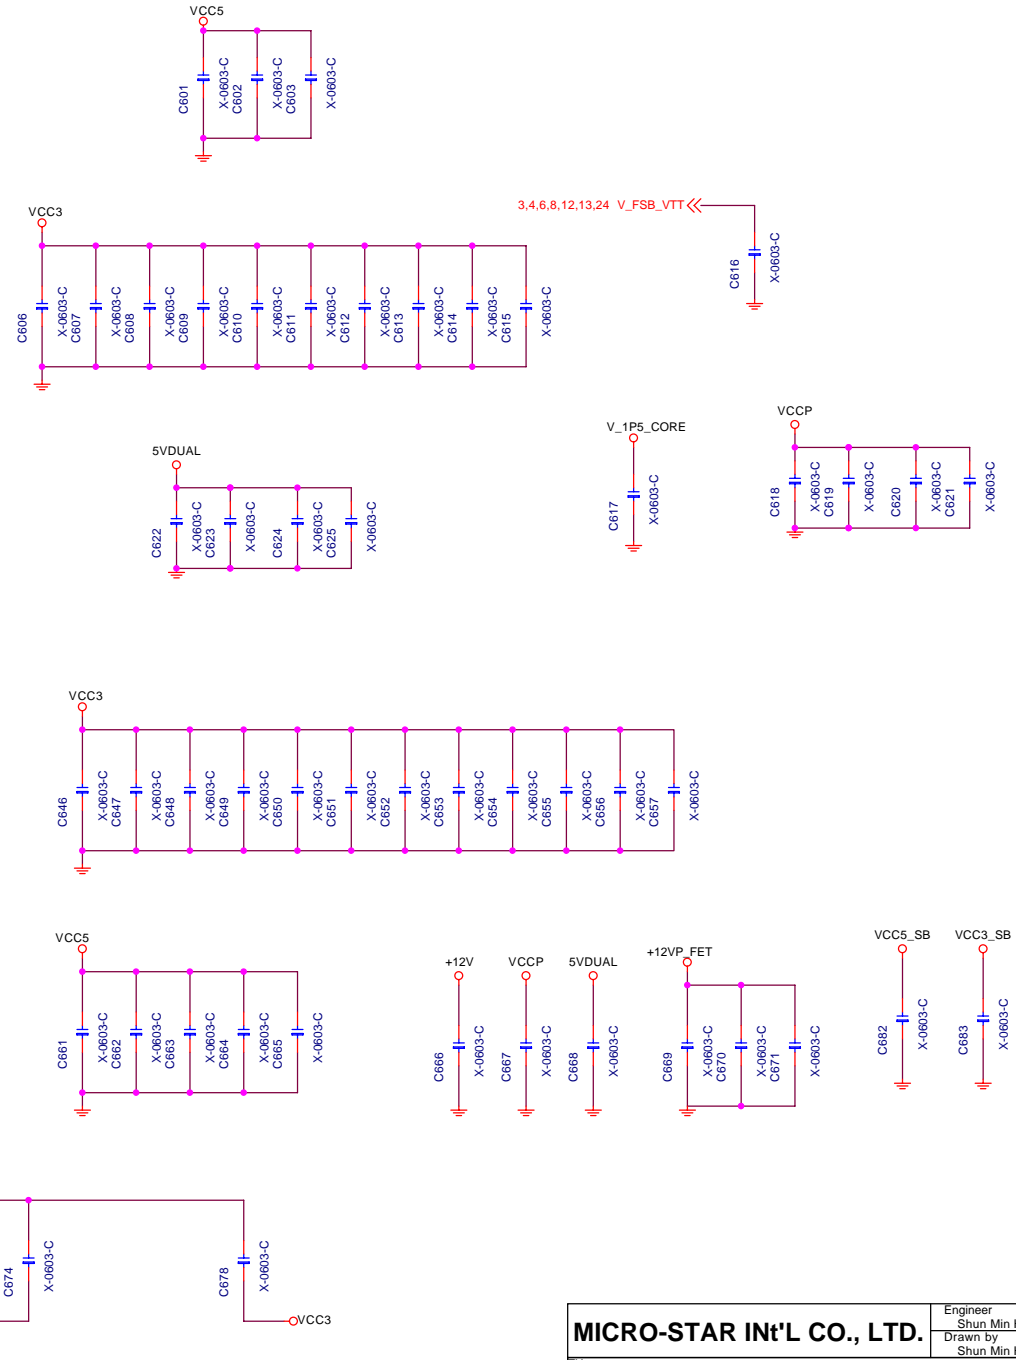 VCC5
C601
X-0603-C
C602
X-0603-C
C603
X-0603-C
3,4,6,8,12,13,24 V_FSB_VTT
C616
X-0603-C
VCC3
C606
X-0603-C
C607
X-0603-C
C608
X-0603-C
C609
X-0603-C
C610
X-0603-C
C611
X-0603-C
C612
X-0603-C
C613
X-0603-C
C614
X-0603-C
C615
X-0603-C
5VDUAL
C622
X-0603-C
C623
X-0603-C
C624
X-0603-C
C625
X-0603-C
V_1P5_CORE
C617
X-0603-C
VCCP
C618
X-0603-C
C619
X-0603-C
C620
X-0603-C
C621
X-0603-C
VCC3
C646
X-0603-C
C647
X-0603-C
C648
X-0603-C
C649
X-0603-C
C650
X-0603-C
C651
X-0603-C
C652
X-0603-C
C653
X-0603-C
C654
X-0603-C
C655
X-0603-C
C656
X-0603-C
C657
X-0603-C
VCC5
C661
X-0603-C
C662
X-0603-C
C663
X-0603-C
C664
X-0603-C
C665
X-0603-C
+12V
C666
X-0603-C
VCCP
C667
X-0603-C
5VDUAL
C668
X-0603-C
+12VP_FET
C669
X-0603-C
C670
X-0603-C
C671
X-0603-C
VCC5_SB
C682
X-0603-C
VCC3_SB
C683
X-0603-C
C674
X-0603-C
C678
X-0603-C
VCC3
MICRO-STAR INt'L CO., LTD.
Engineer
Shun Min
Drawn by
Shun Min